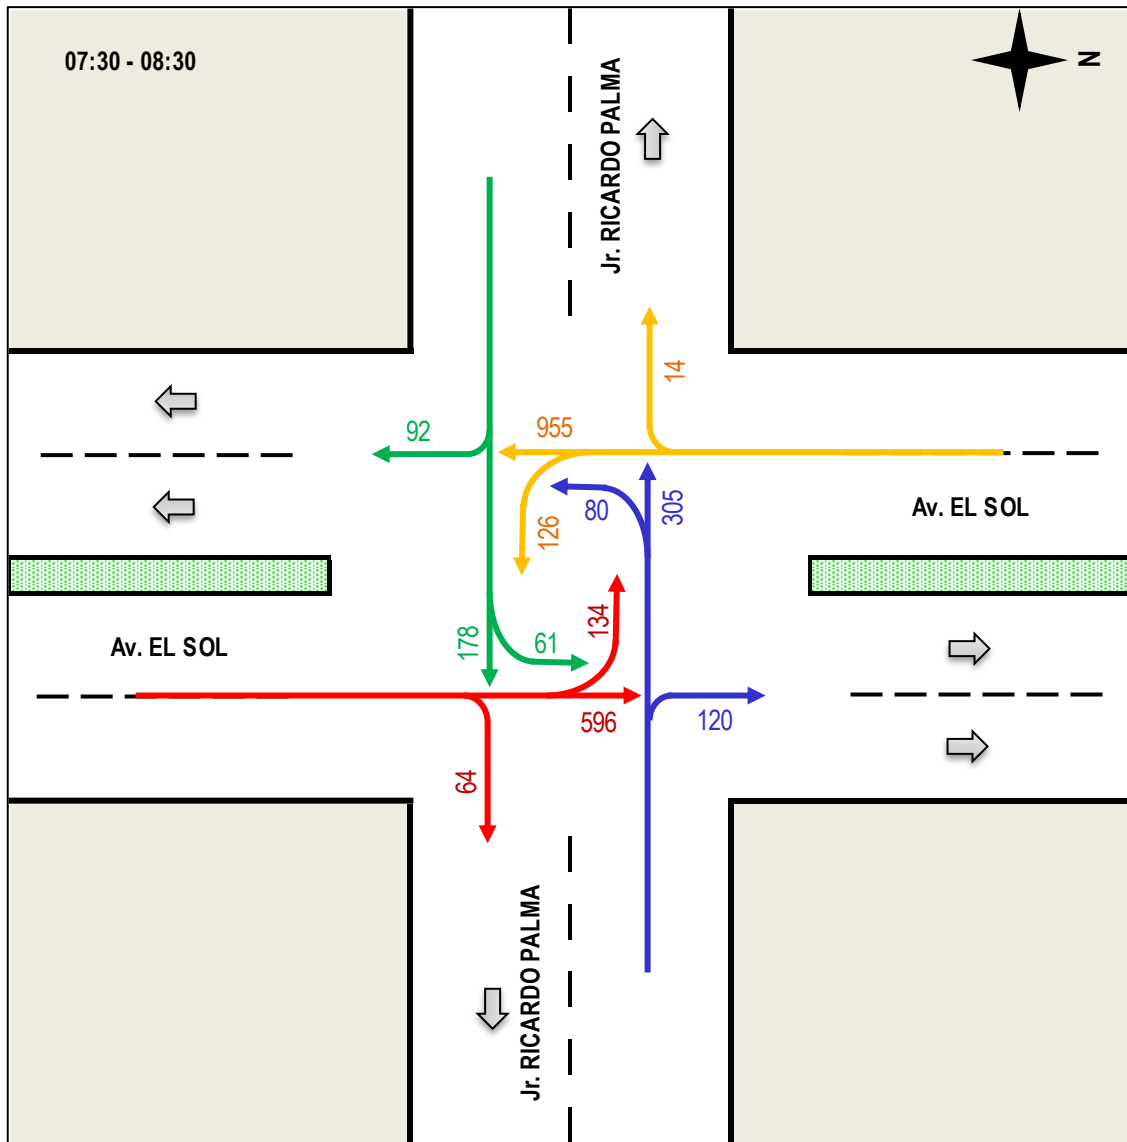 07:30 - 08:30
N
Jr. RICARDO PALMA
14
92
955
80
305
126
Av. EL SOL
Av. EL SOL
178
61
134
596
120
64
Jr. RICARDO PALMA